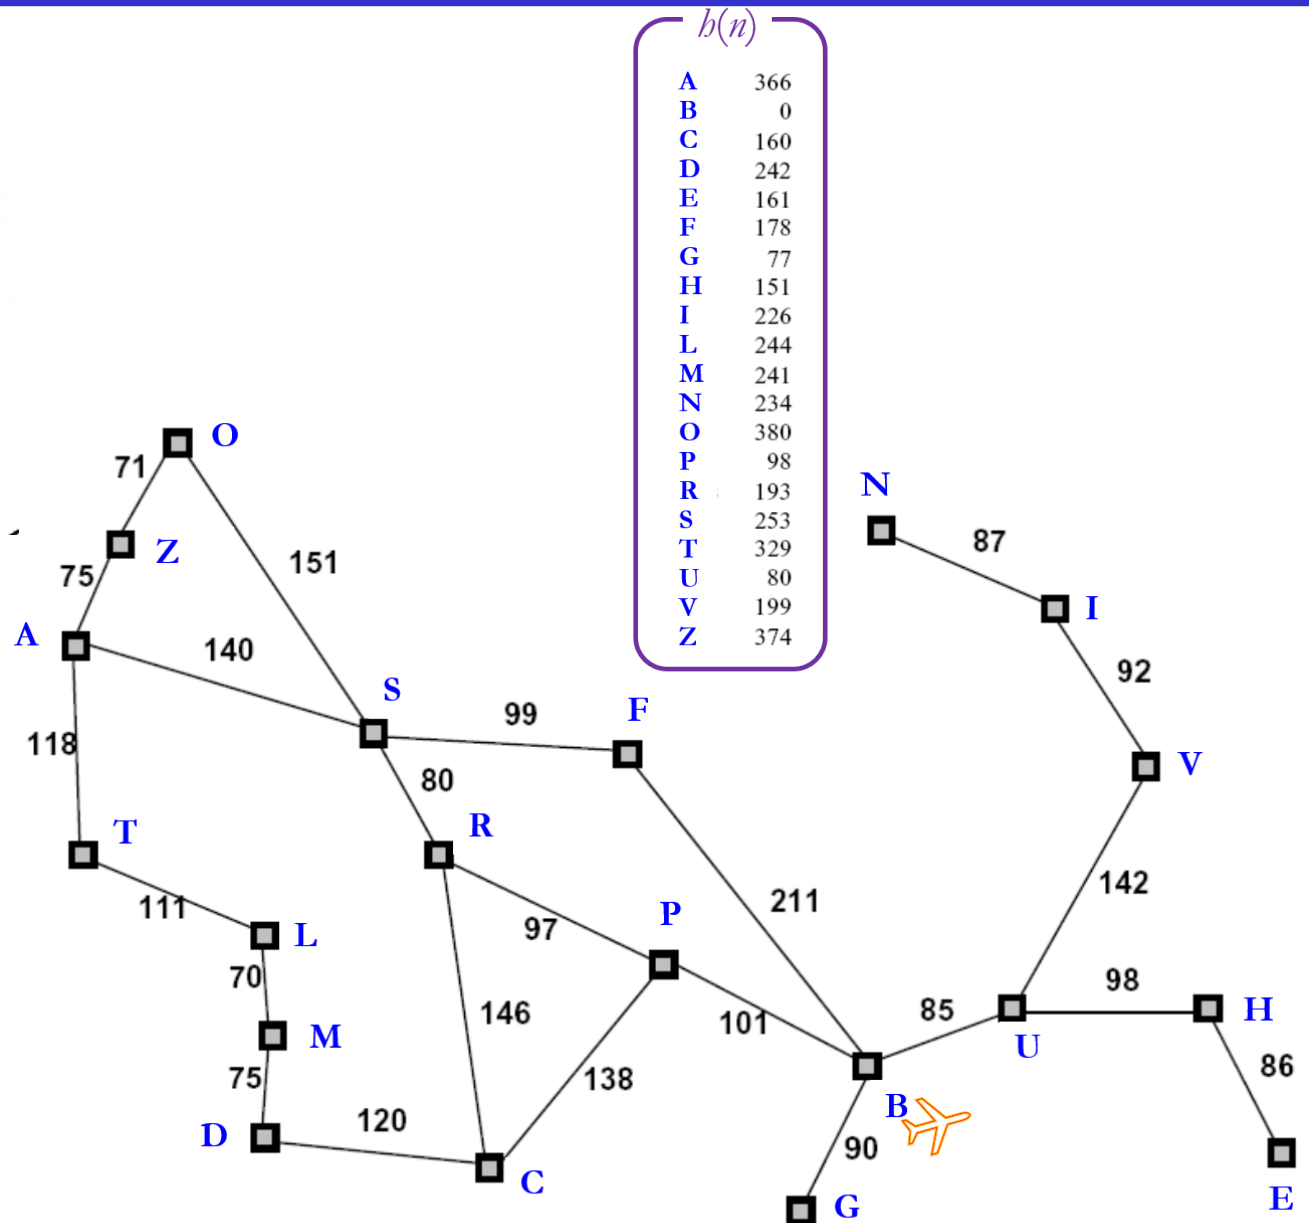 h(n)
A 366
B 0
C 160
D 242
E 161
F 178
G 77
H 151
I 226
L 244
M 241
N 234
O 380
P 98
R 193
S 253
T 329
U 80
V 199
Z 374
O
71
Z
151
75
A
140
S
99
F
118
80
T
R
111
L
97
P
211
70
146
M
101
75
138
D
120
C
N
87
I
92
V
142
98
85
H
U
86
B
90
G
E